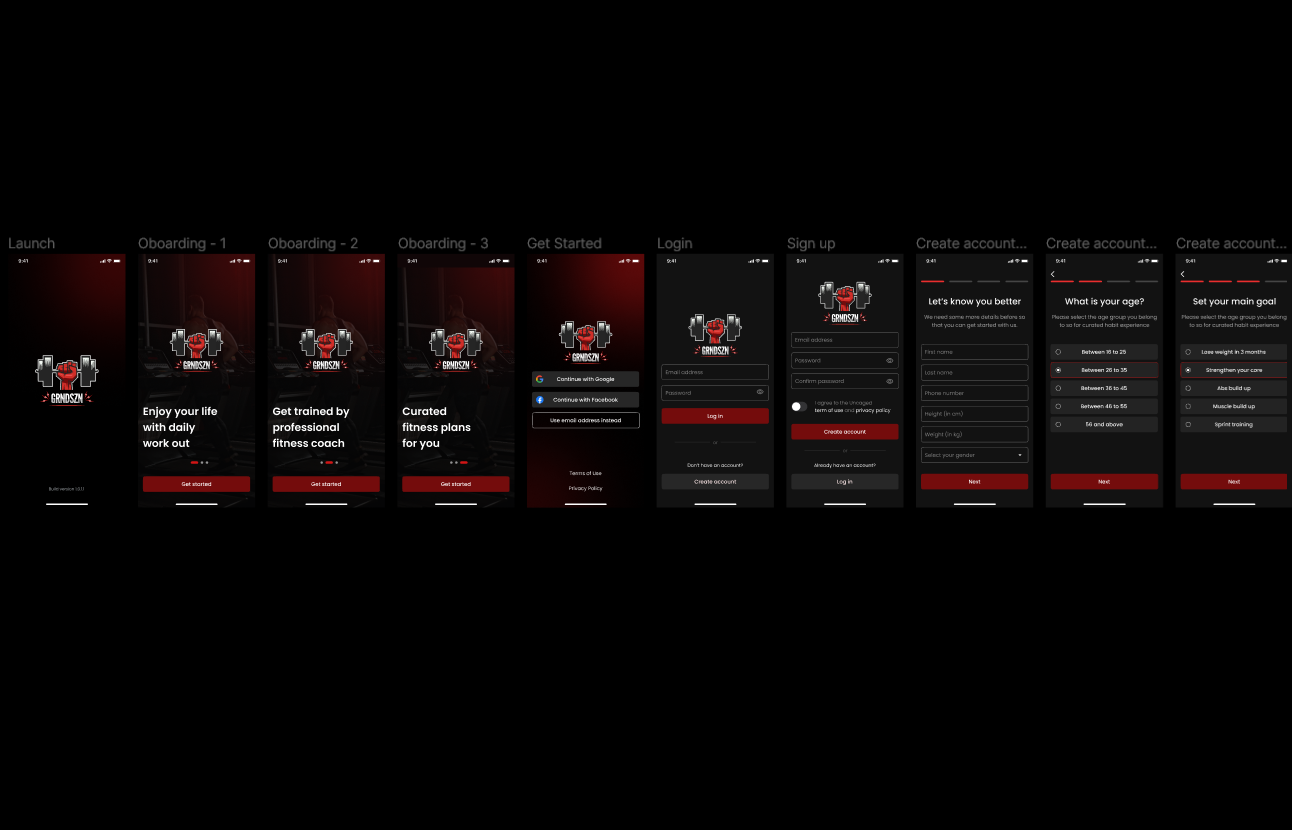 Launch
9:41
GRNDSZN
Build version 1.0.1.1
Oboarding - 1
9:41
GRNDSZN
Enjoy your life
with daily
work out
Get started
Oboarding - 2
9:41
GRNDSZN
Get trained by
professional
fitness coach
Get started
Oboarding - 3
9:41
GRNDSZN
Curated
fitness plans
for you
Get started
Get Started
9:41
GRNDSZN
Continue with Google
Continue with Facebook
Use email address instead
Terms of Use
Privacy Policy
Login
9:41
GRNDSZN
Email address
Password
Log in
or
Don't have an account?
Create account
Sign up
9:41
GRNDSZN
Email address
Password
Confirm password
I agree to the Uncaged
term of use and privacy policy
Create account
or
Already have an account?
Log in
Create account...
9:41
Let's know you better
We need some more details before so
that you can get started with us.
First name
Last name
Phone number
Height (in cm)
Weight (in kg)
Select your gender
Next
Create account...
9:41
What is your age?
Please select the age group you belong
to so for curated habit experience
Between 16 to 25
Between 26 to 35
Between 36 to 45
Between 46 to 55
56 and above
Next
Create account...
9:41
Set your main goal
Please select the age group you belong
to so for curated habit experience
Lose weight in 3 months
Strengthen your core
Abs build up
Muscle build up
Sprint training
Next